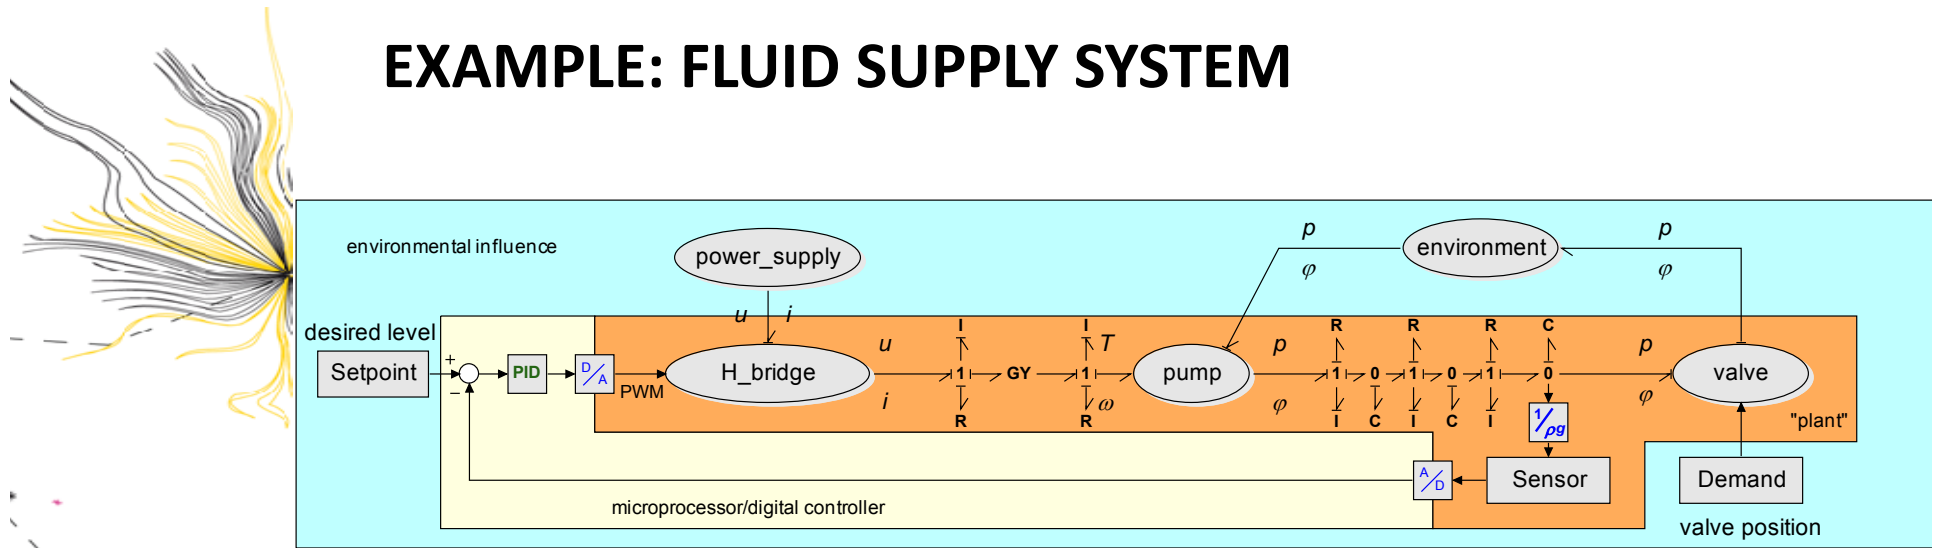 EXAMPLE: FLUID SUPPLY SYSTEM
environmental influence
power_supply
p
φ
environment
p
φ
u i
desired level
Setpoint
+
−
PID
D/A
PWM
H_bridge
u
i
I
1
R
GY
I
1
R
T
ω
pump
p
φ
R R R C
1 0 1 0 1 0
I C I C I
p
φ
valve
1/ρg
"plant"
A/D
Sensor
Demand
microprocessor/digital controller
valve position